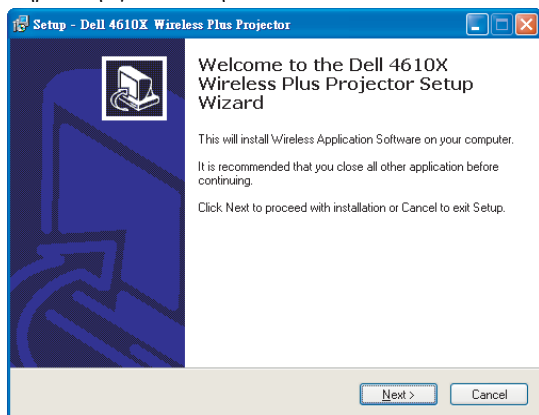 Setup - Dell 4610X Wireless Plus Projector
Welcome to the Dell 4610X
Wireless Plus Projector Setup
Wizard
This will install Wireless Application Software on your computer.
It is recommended that you close all other application before
continuing.
Click Next to proceed with installation or Cancel to exit Setup.
Next >
Cancel